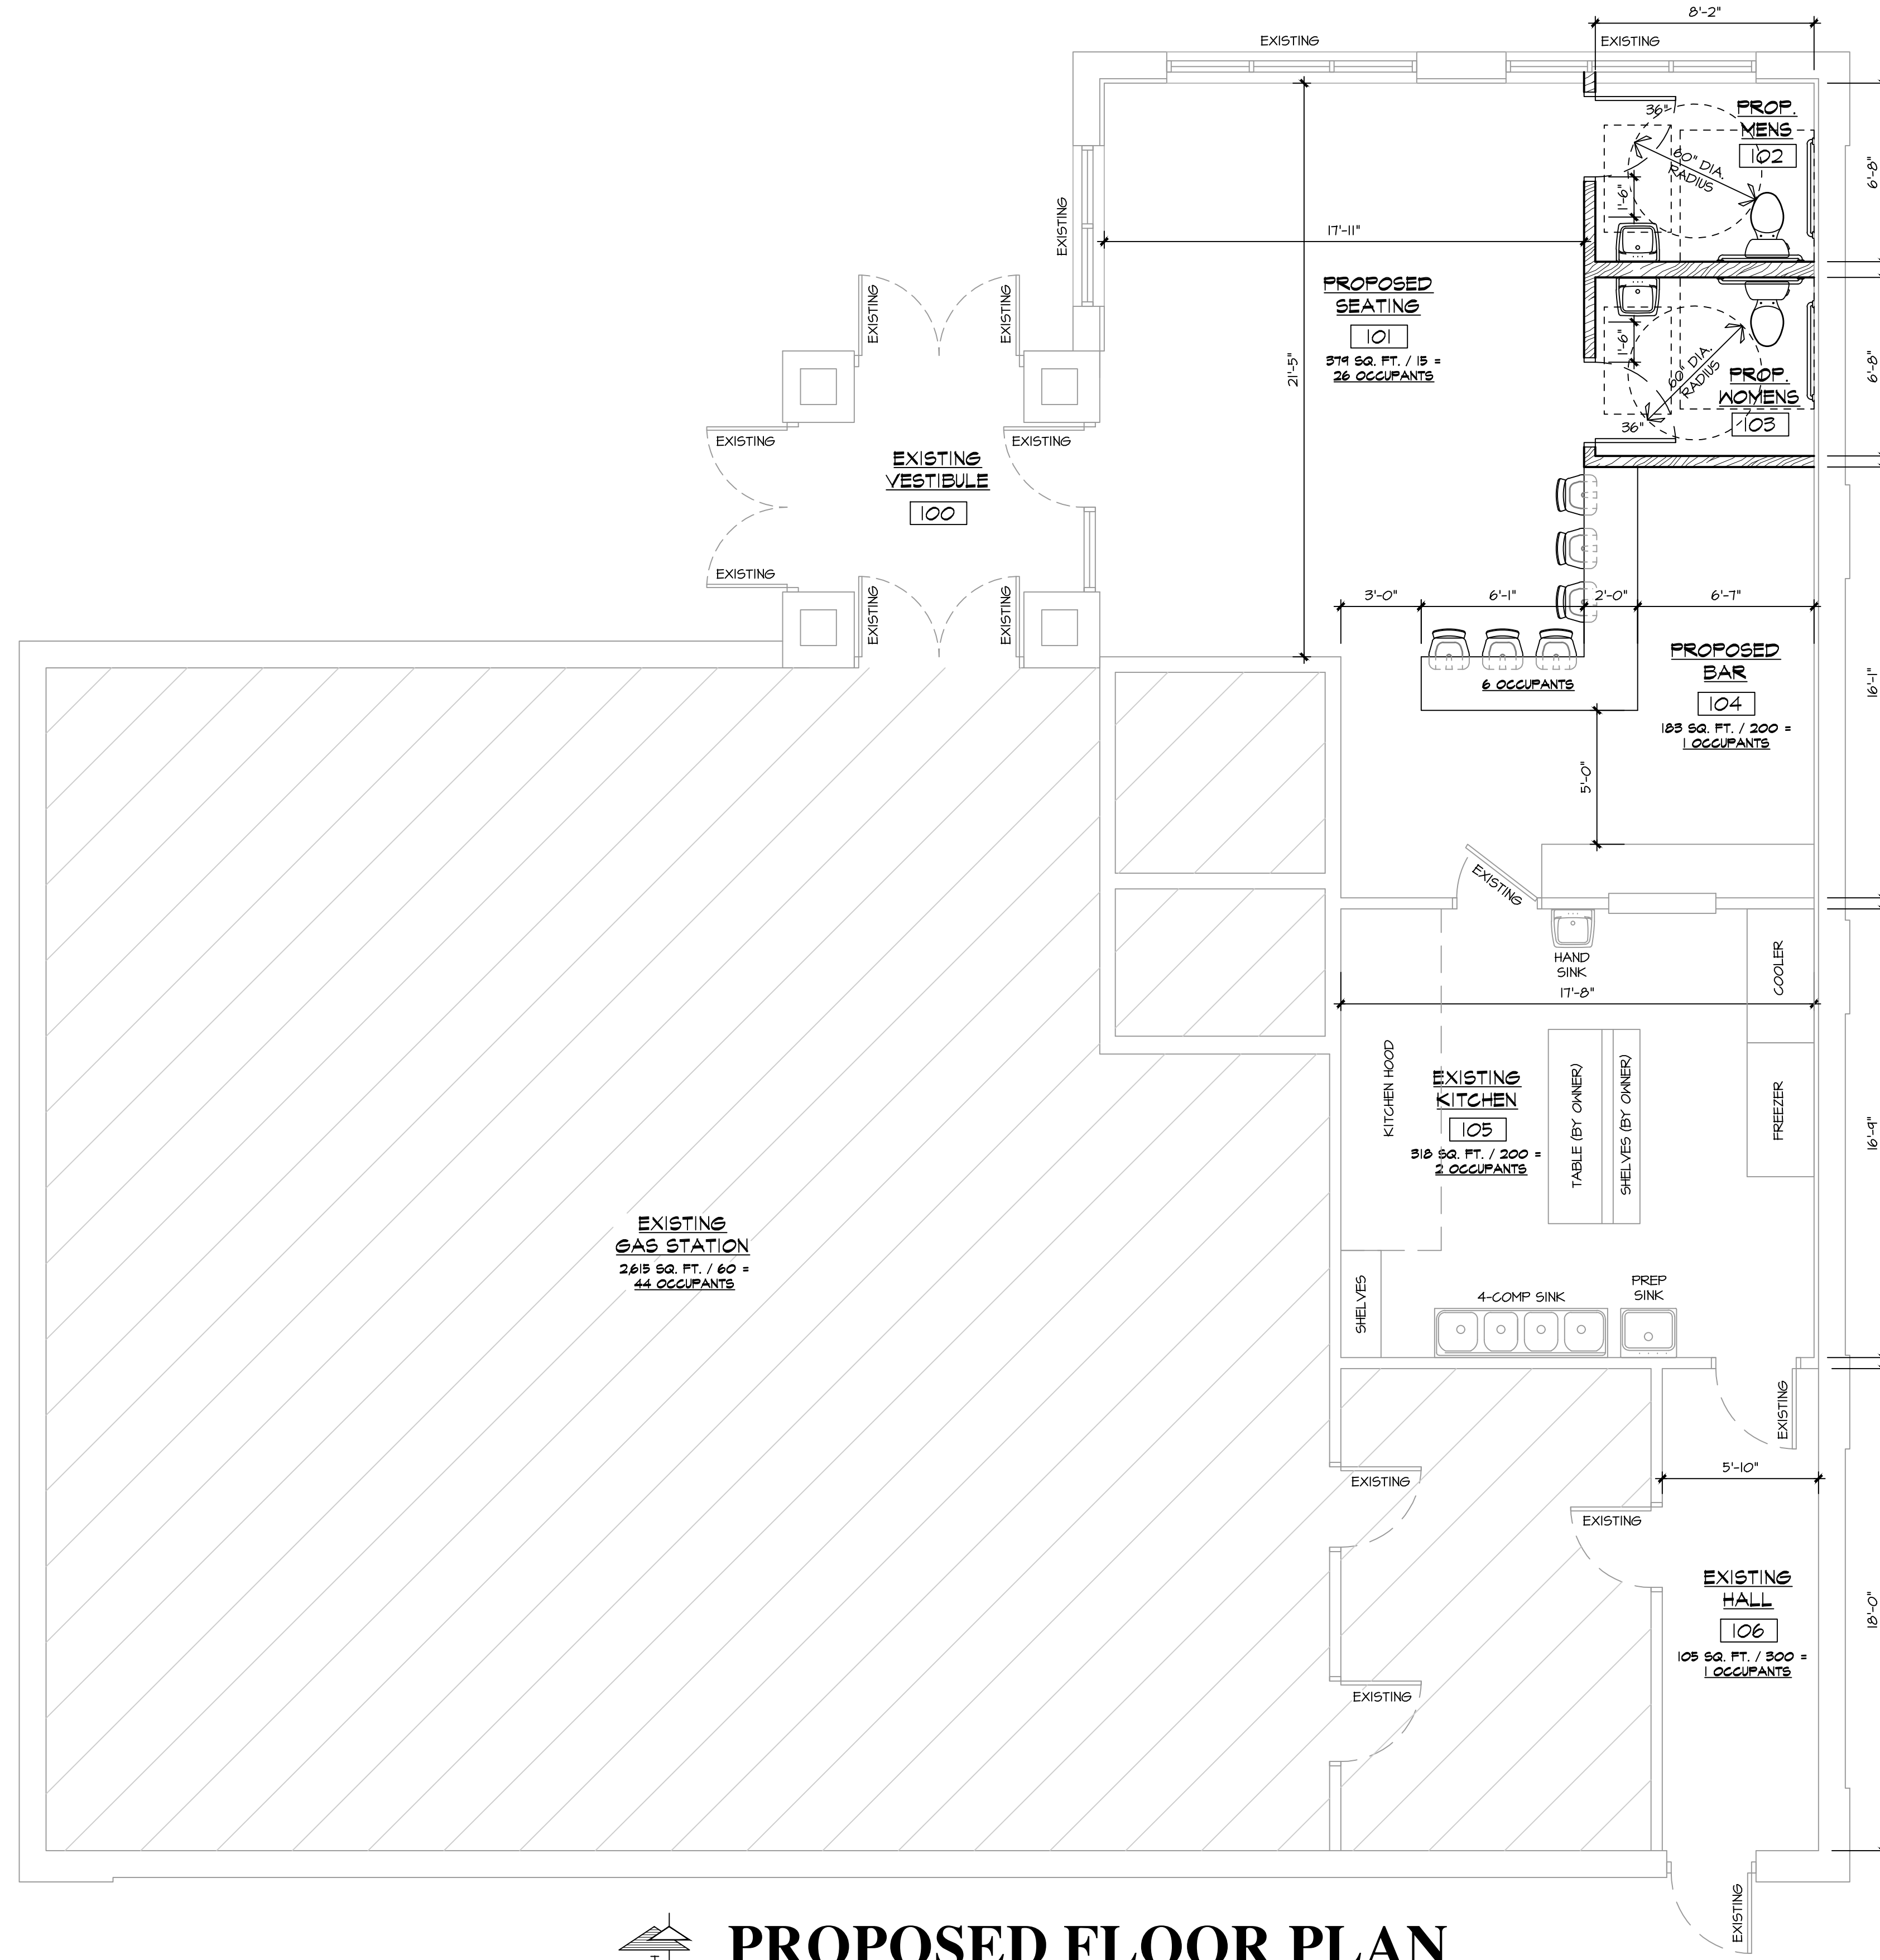 8'-2"
EXISTING
EXISTING
36"
PROP.
MENS
102
60" DIA.
RADIUS
6'-8"
1'-6"
EXISTING
17'-11"
PROPOSED
SEATING
101
379 SQ. FT. / 15 =
26 OCCUPANTS
21'-5"
1'-6"
60" DIA.
RADIUS
PROP.
WOMENS
103
36"
6'-8"
EXISTING
EXISTING
EXISTING
EXISTING
EXISTING
VESTIBULE
100
EXISTING
EXISTING
EXISTING
3'-0"
6'-1"
2'-0"
6'-7"
6 OCCUPANTS
PROPOSED
BAR
104
183 SQ. FT. / 200 =
1 OCCUPANTS
16'-1"
5'-0"
EXISTING
HAND
SINK
COOLER
17'-8"
KITCHEN HOOD
EXISTING
KITCHEN
105
318 SQ. FT. / 200 =
2 OCCUPANTS
TABLE (BY OWNER)
SHELVES (BY OWNER)
FREEZER
16'-9"
EXISTING
GAS STATION
2,615 SQ. FT. / 60 =
44 OCCUPANTS
SHELVES
4-COMP SINK
PREP
SINK
EXISTING
5'-10"
EXISTING
EXISTING
EXISTING
HALL
106
105 SQ. FT. / 300 =
1 OCCUPANTS
18'-0"
EXISTING
EXISTING
PROPOSED FLOOR PLAN